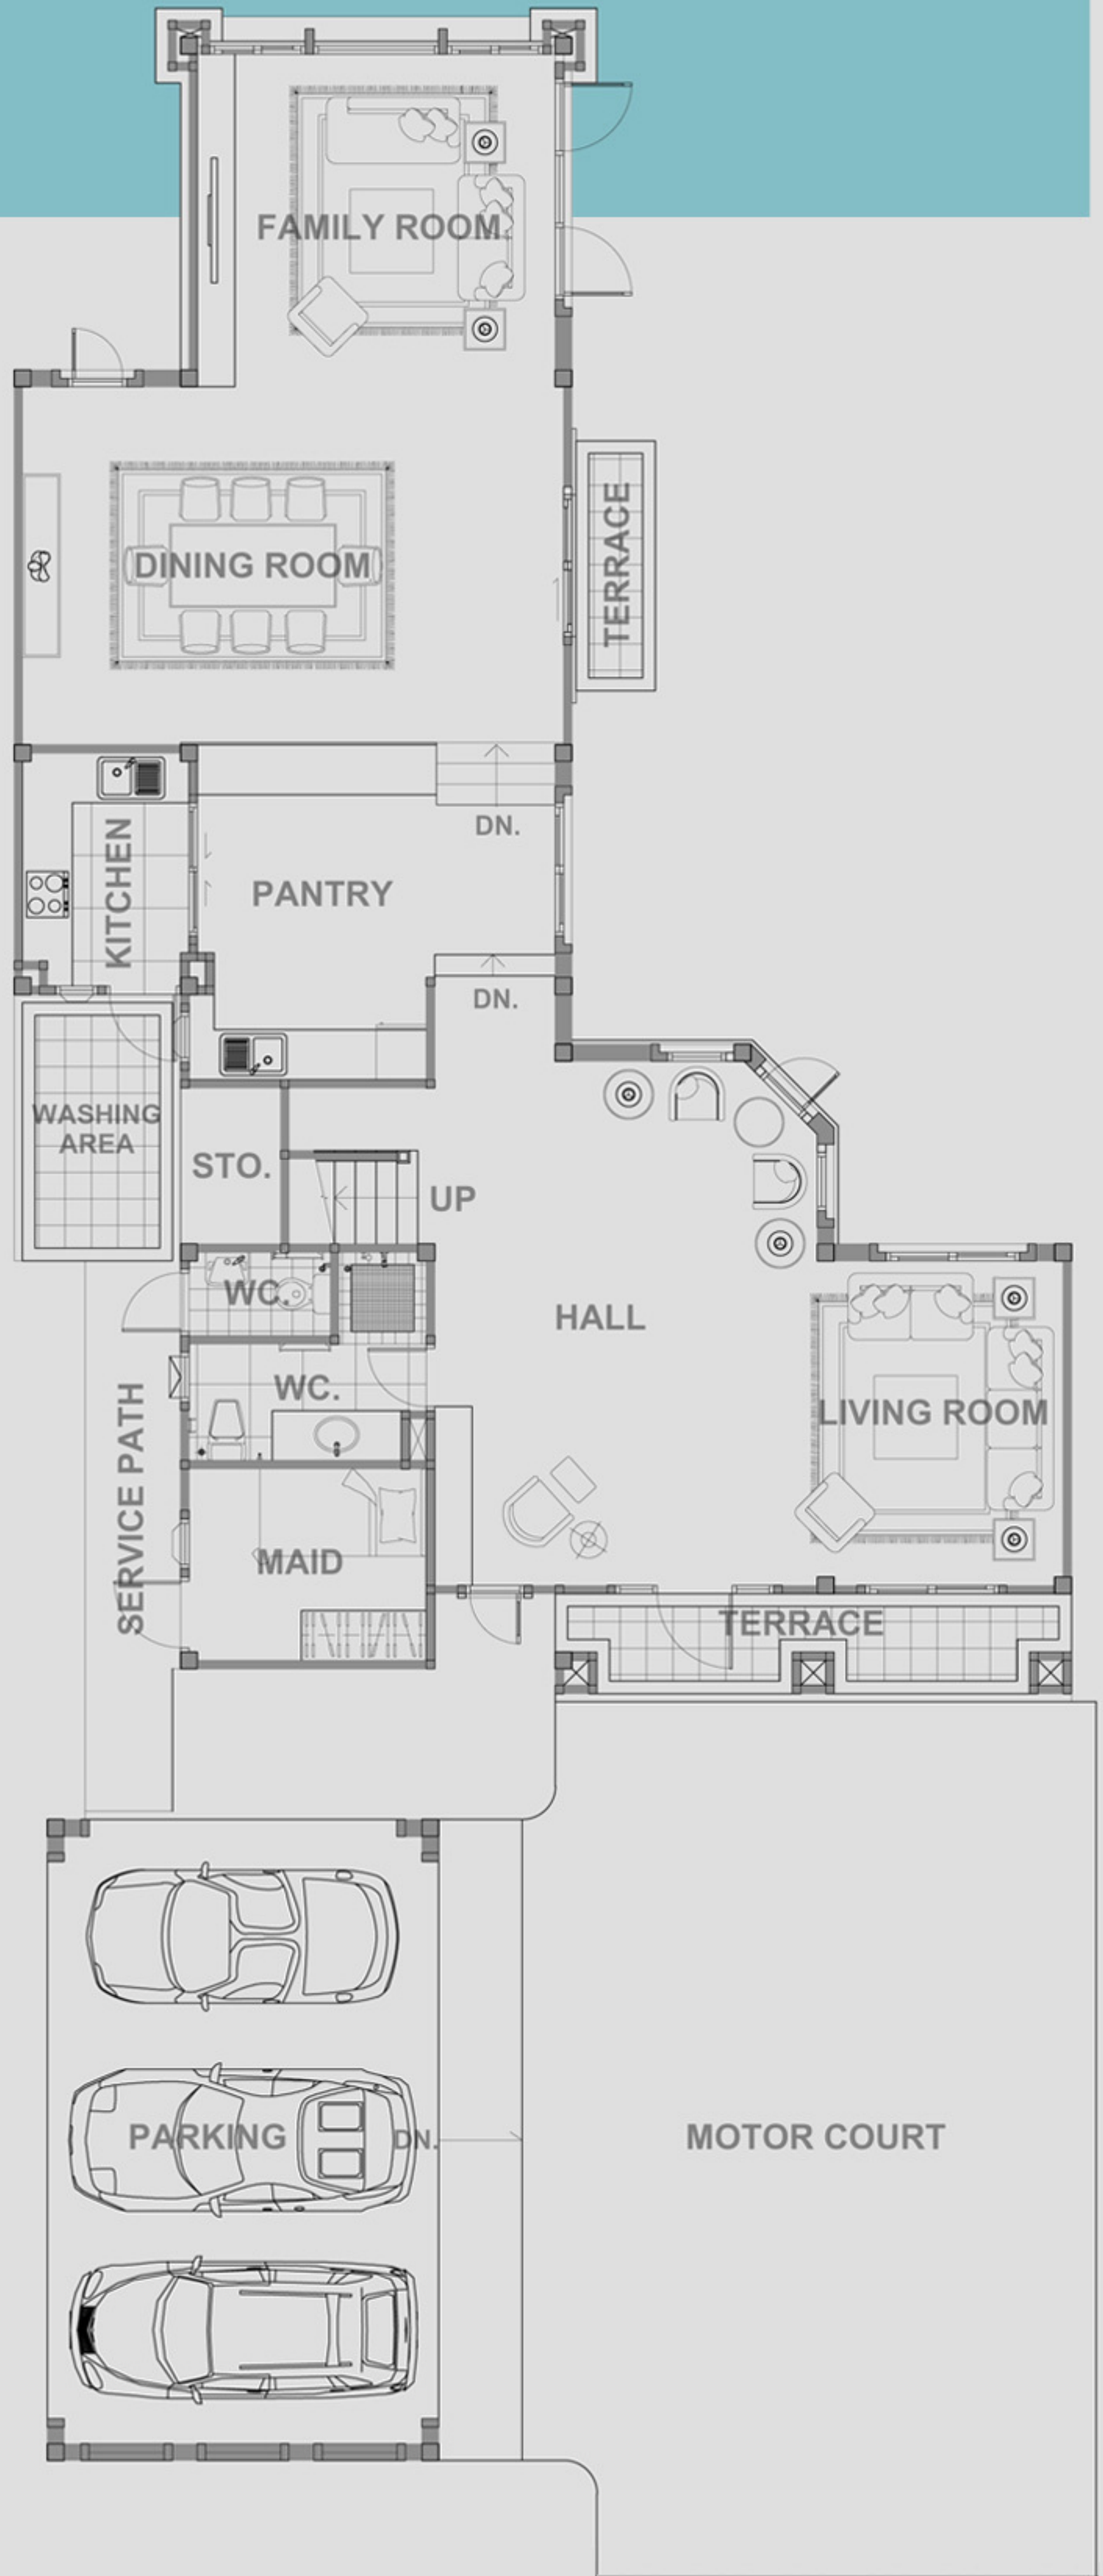 FAMILY ROOM
TERRACE
DINING ROOM
DN.
KITCHEN
PANTRY
DN.
WASHING
AREA
STO.
UP
WC.
HALL
WC.
LIVING ROOM
SERVICE PATH
MAID
TERRACE
PARKING
DN.
MOTOR COURT